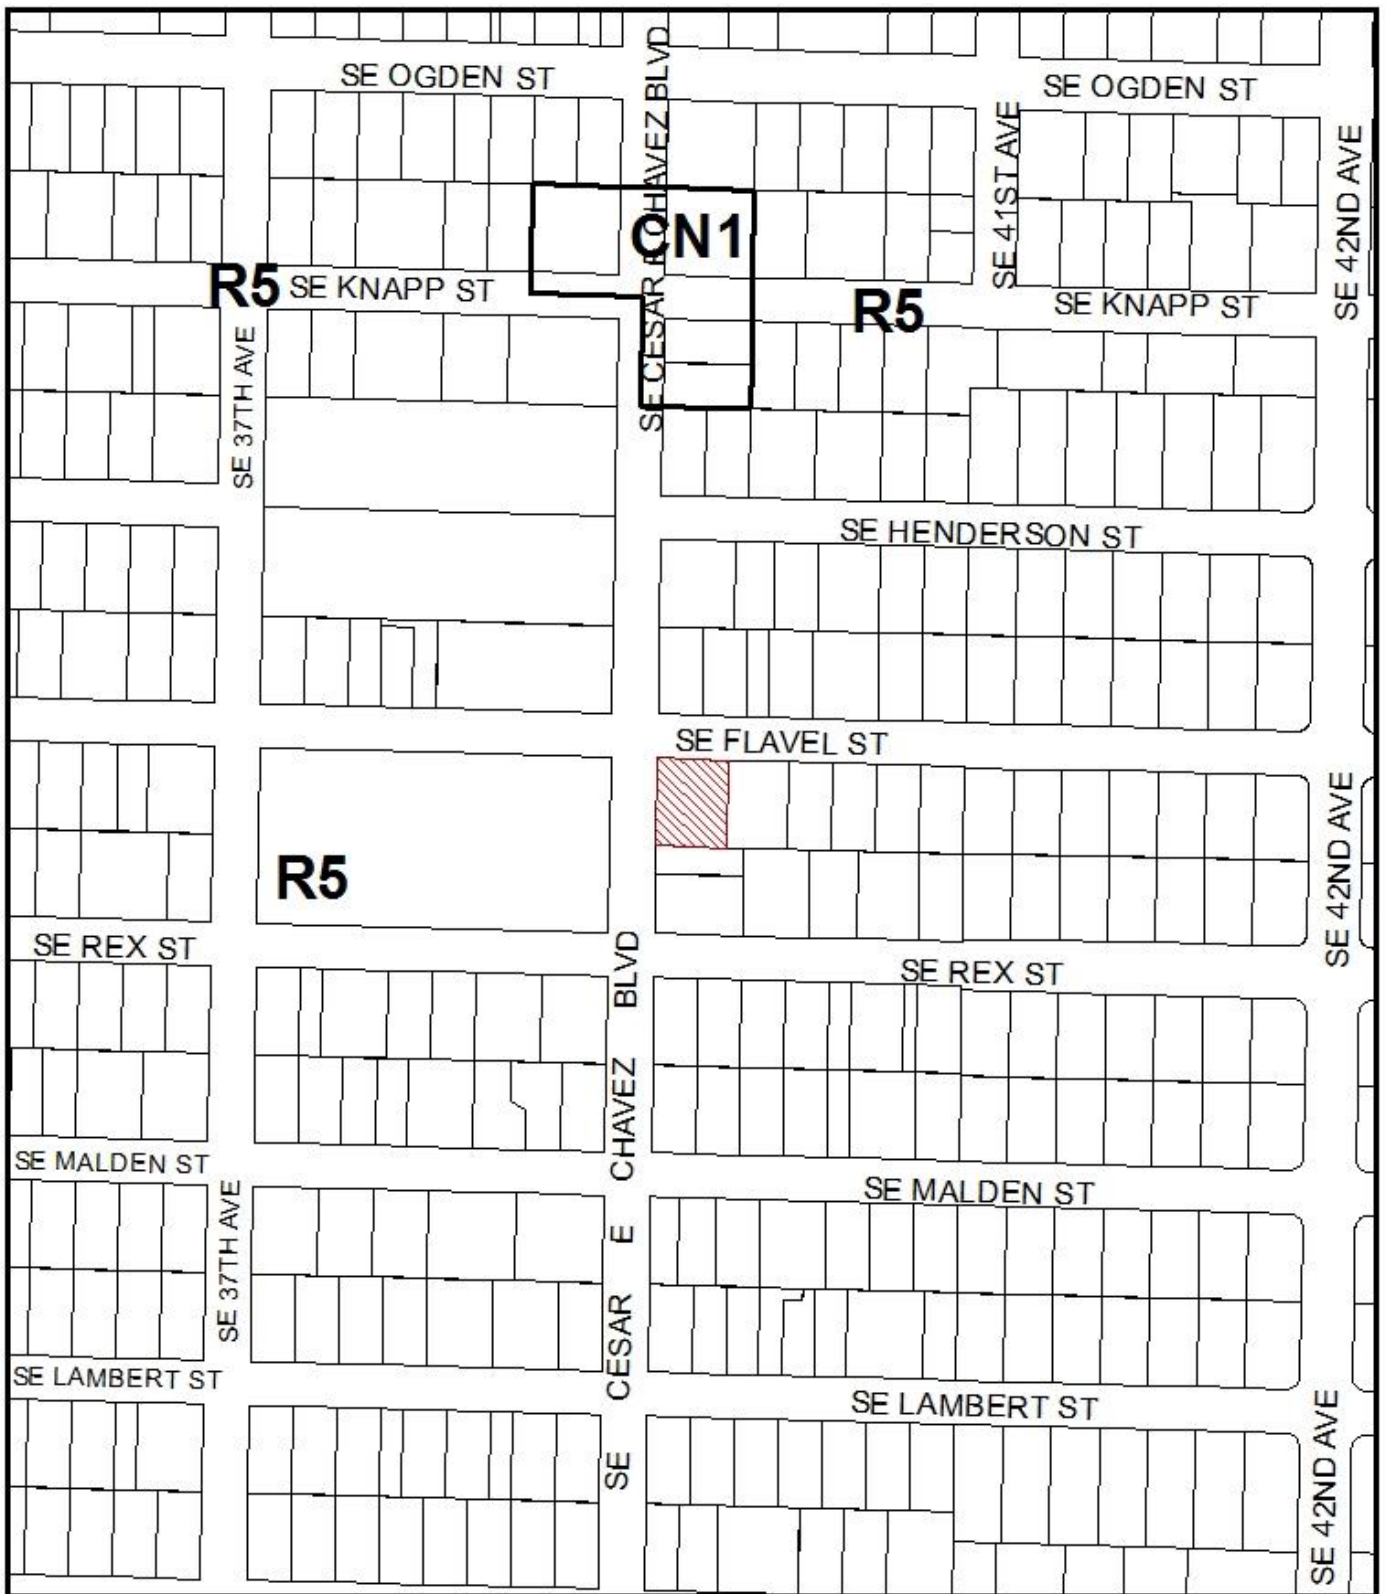 SE OGDEN ST
SE OGDEN ST
SE CESAR E CHAVEZ BLVD
SE 41ST AVE
SE 42ND AVE
CN1
R5
SE KNAPP ST
R5
SE KNAPP ST
SE 37TH AVE
SE HENDERSON ST
SE FLAVEL ST
SE 42ND AVE
R5
SE REX ST
SE REX ST
SE CESAR E CHAVEZ BLVD
SE MALDEN ST
SE MALDEN ST
SE 37TH AVE
SE LAMBERT ST
SE LAMBERT ST
SE 42ND AVE